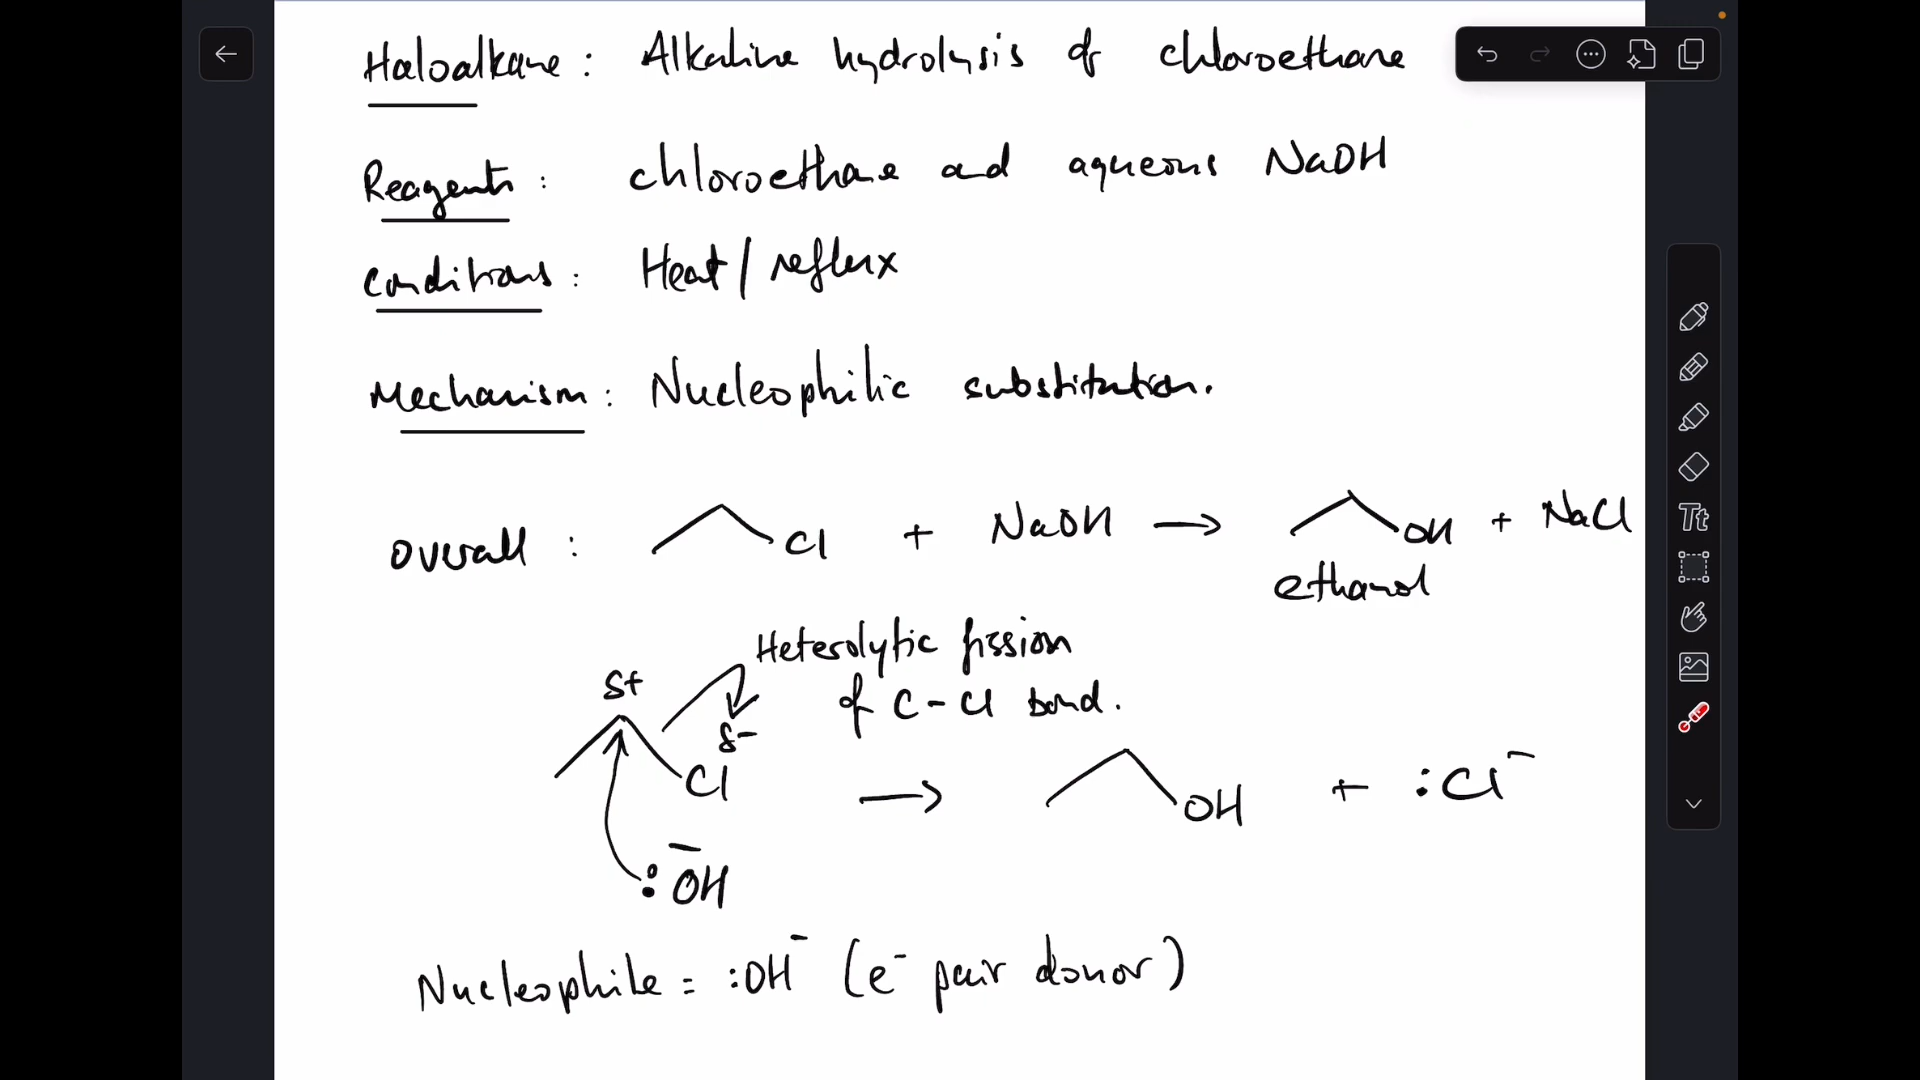 Haloalkane : Alkaline hydrolysis of chloroethane
Reagents : chloroethane and aqueous NaOH
Conditions : Heat / reflux
Mechanism : Nucleophilic substitution.
Overall : Cl + NaOH → OH + NaCl
ethanol
Heterolytic fission
of C-Cl bond.
δ+
δ-
Cl → OH + :Cl⁻
:OH⁻
Nucleophile = :OH⁻ (e⁻ pair donor)
Tt